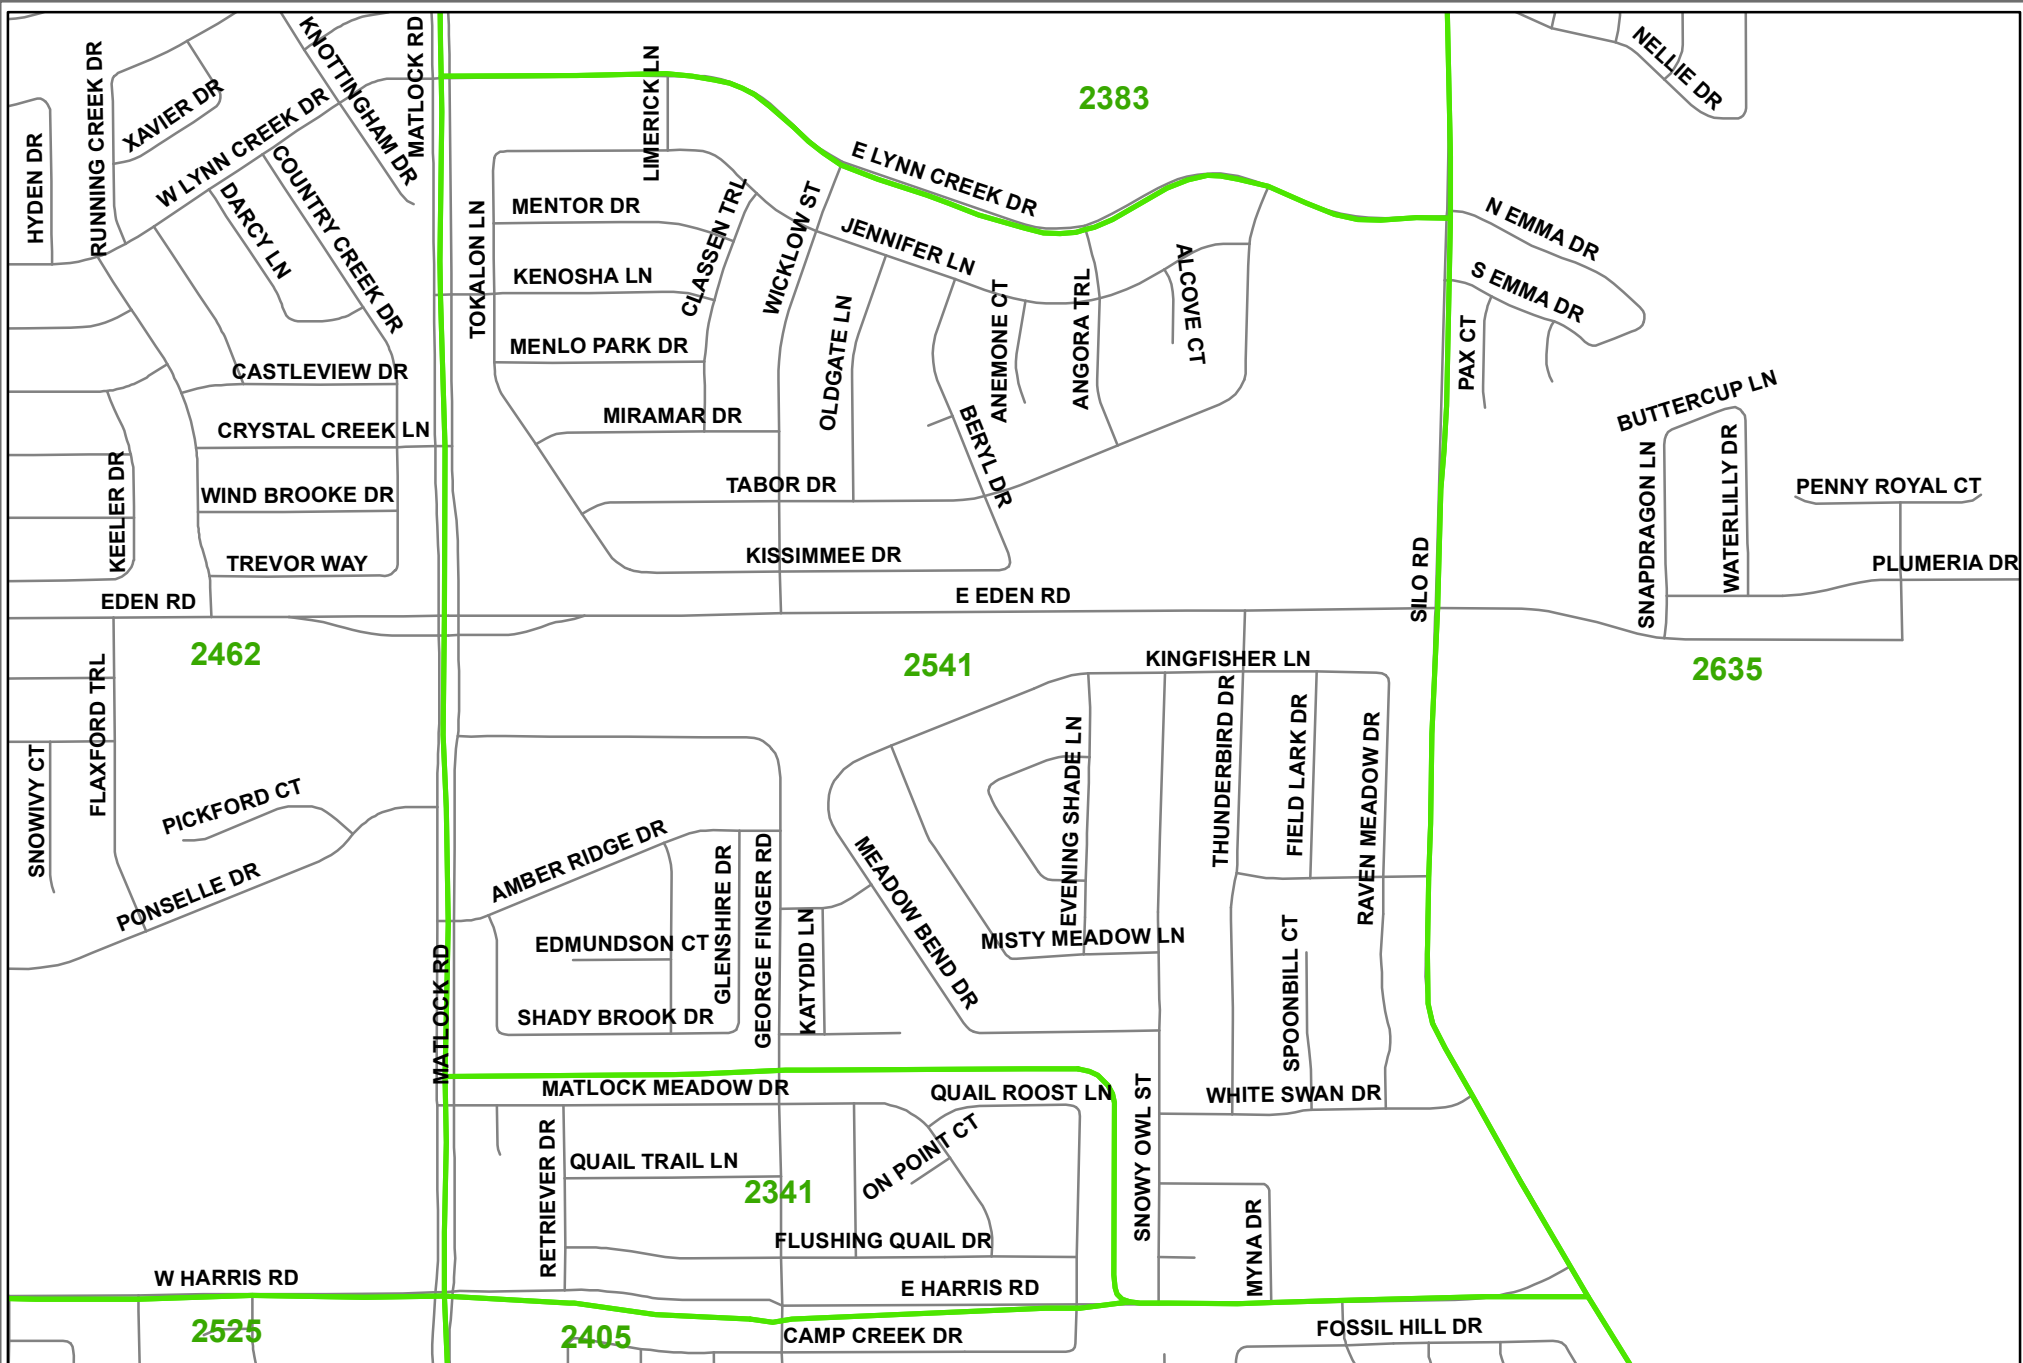 KNOTTINGHAM DR
MATLOCK RD
RUNNING CREEK DR
XAVIER DR
HYDEN DR
W LYNN CREEK DR
COUNTRY CREEK DR
DARCY LN
LIMERICK LN
2383
NELLIE DR
E LYNN CREEK DR
MENTOR DR
TOKALON LN
CLASSEN TRL
WICKLOW ST
JENNIFER LN
N EMMA DR
KENOSHA LN
S EMMA DR
ALCOVE CT
ANGORA TRL
ANEMONE CT
OLDGATE LN
MENLO PARK DR
PAX CT
CASTLEVIEW DR
BUTTERCUP LN
MIRAMAR DR
CRYSTAL CREEK LN
BERYL DR
KEELER DR
WIND BROOKE DR
TABOR DR
SNAPDRAGON LN
WATERLILLY DR
PENNY ROYAL CT
TREVOR WAY
KISSIMMEE DR
SILO RD
PLUMERIA DR
EDEN RD
E EDEN RD
2462
2541
KINGFISHER LN
2635
FLAXFORD TRL
SNOWIVY CT
PICKFORD CT
EVENING SHADE LN
THUNDERBIRD DR
FIELD LARK DR
RAVEN MEADOW DR
PONSELLE DR
AMBER RIDGE DR
GLENSHIRE DR
GEORGE FINGER RD
MEADOW BEND DR
EDMUNDSON CT
KATYDID LN
MISTY MEADOW LN
SPOONBILL CT
MATLOCK RD
SHADY BROOK DR
MATLOCK MEADOW DR
QUAIL ROOST LN
WHITE SWAN DR
SNOWY OWL ST
RETRIEVER DR
QUAIL TRAIL LN
ON POINT CT
2341
MYNA DR
FLUSHING QUAIL DR
W HARRIS RD
E HARRIS RD
2525
2405
CAMP CREEK DR
FOSSIL HILL DR